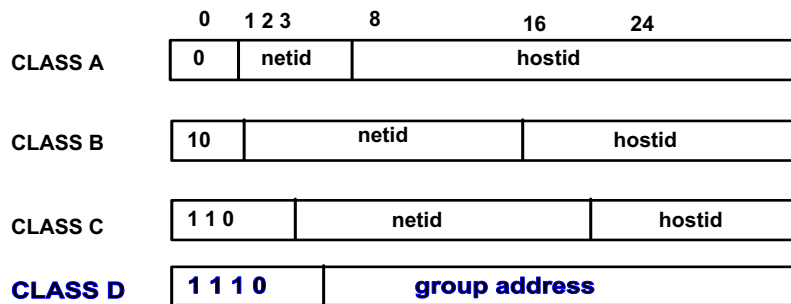 0 1 2 3 8 16 24
CLASS A 0 netid hostid
CLASS B 10 netid hostid
CLASS C 1 1 0 netid hostid
CLASS D 1 1 1 0 group address